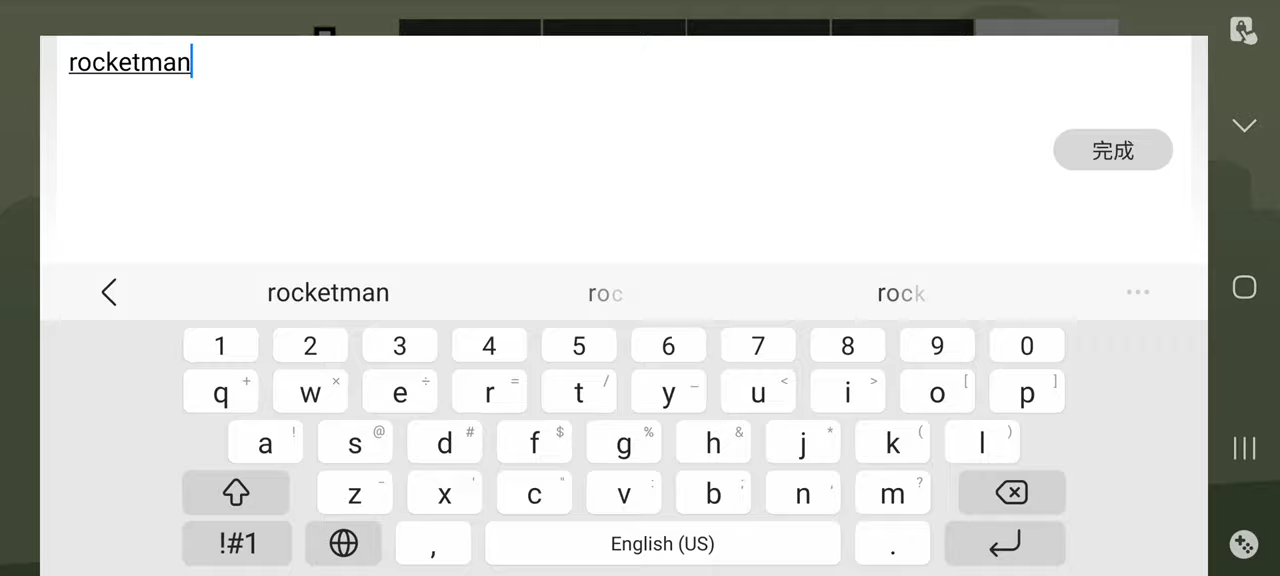 rocketman
完成
rocketman roc rock
1 2 3 4 5 6 7 8 9 0
q + w × e ÷ r = t / y _ u < i > o [ p ]
a ! s @ d # f $ g % h & j * k ( l )
z - x ' c " v : b ; n , m ?
!#1 , English (US) .